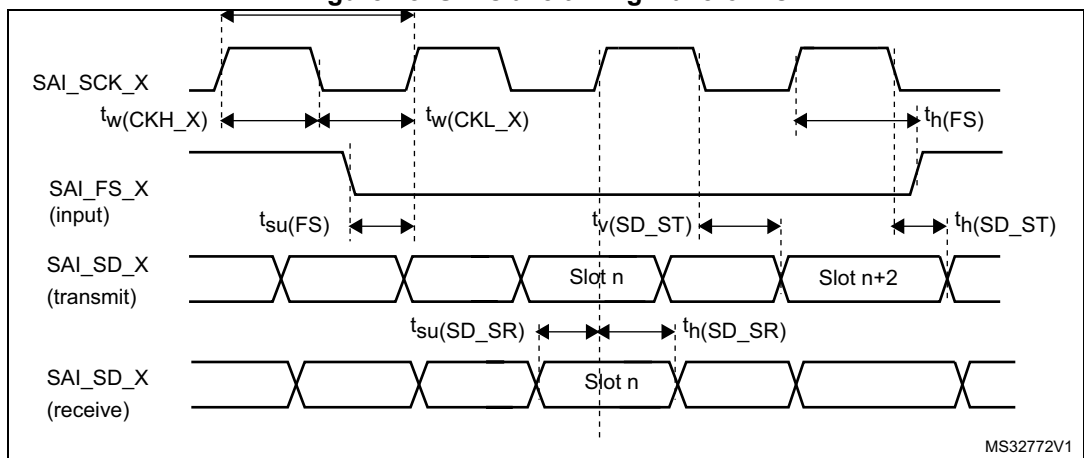 SAI_SCK_X
tw(CKH_X)
tw(CKL_X)
th(FS)
SAI_FS_X
(input)
tsu(FS)
tv(SD_ST)
th(SD_ST)
SAI_SD_X
(transmit)
Slot n
Slot n+2
tsu(SD_SR)
th(SD_SR)
SAI_SD_X
(receive)
Slot n
MS32772V1